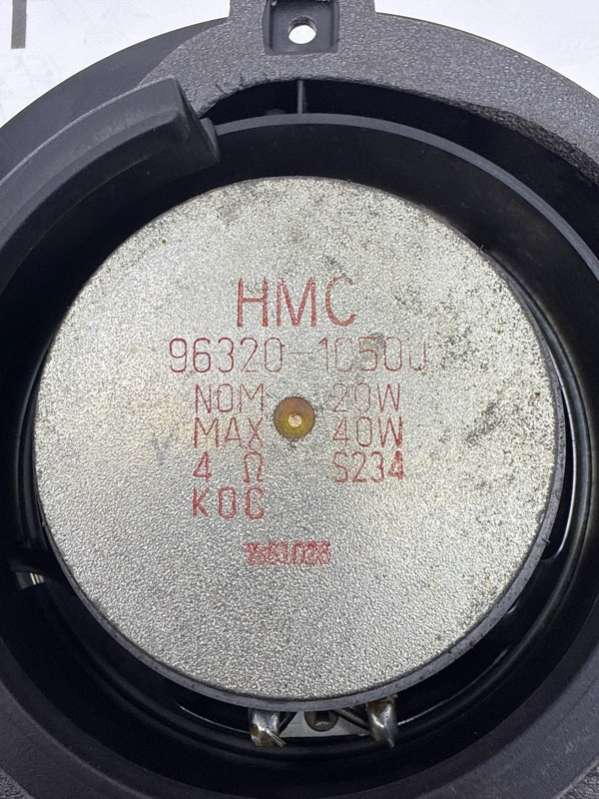 HMC
96320-1C500
NOM 20W
MAX 40W
4 Ω S234
KOC